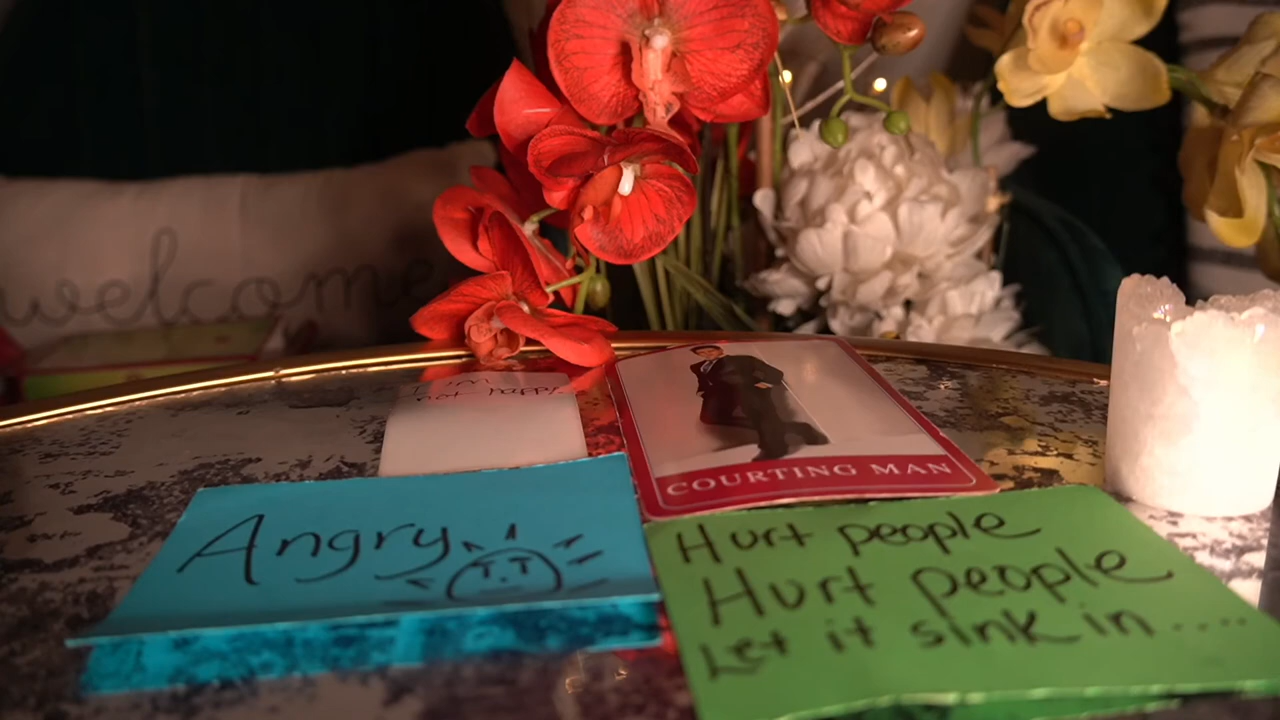 welcome
I'm
not happy
COURTING MAN
Angry
Hurt people
Hurt people
Let it sink in.....